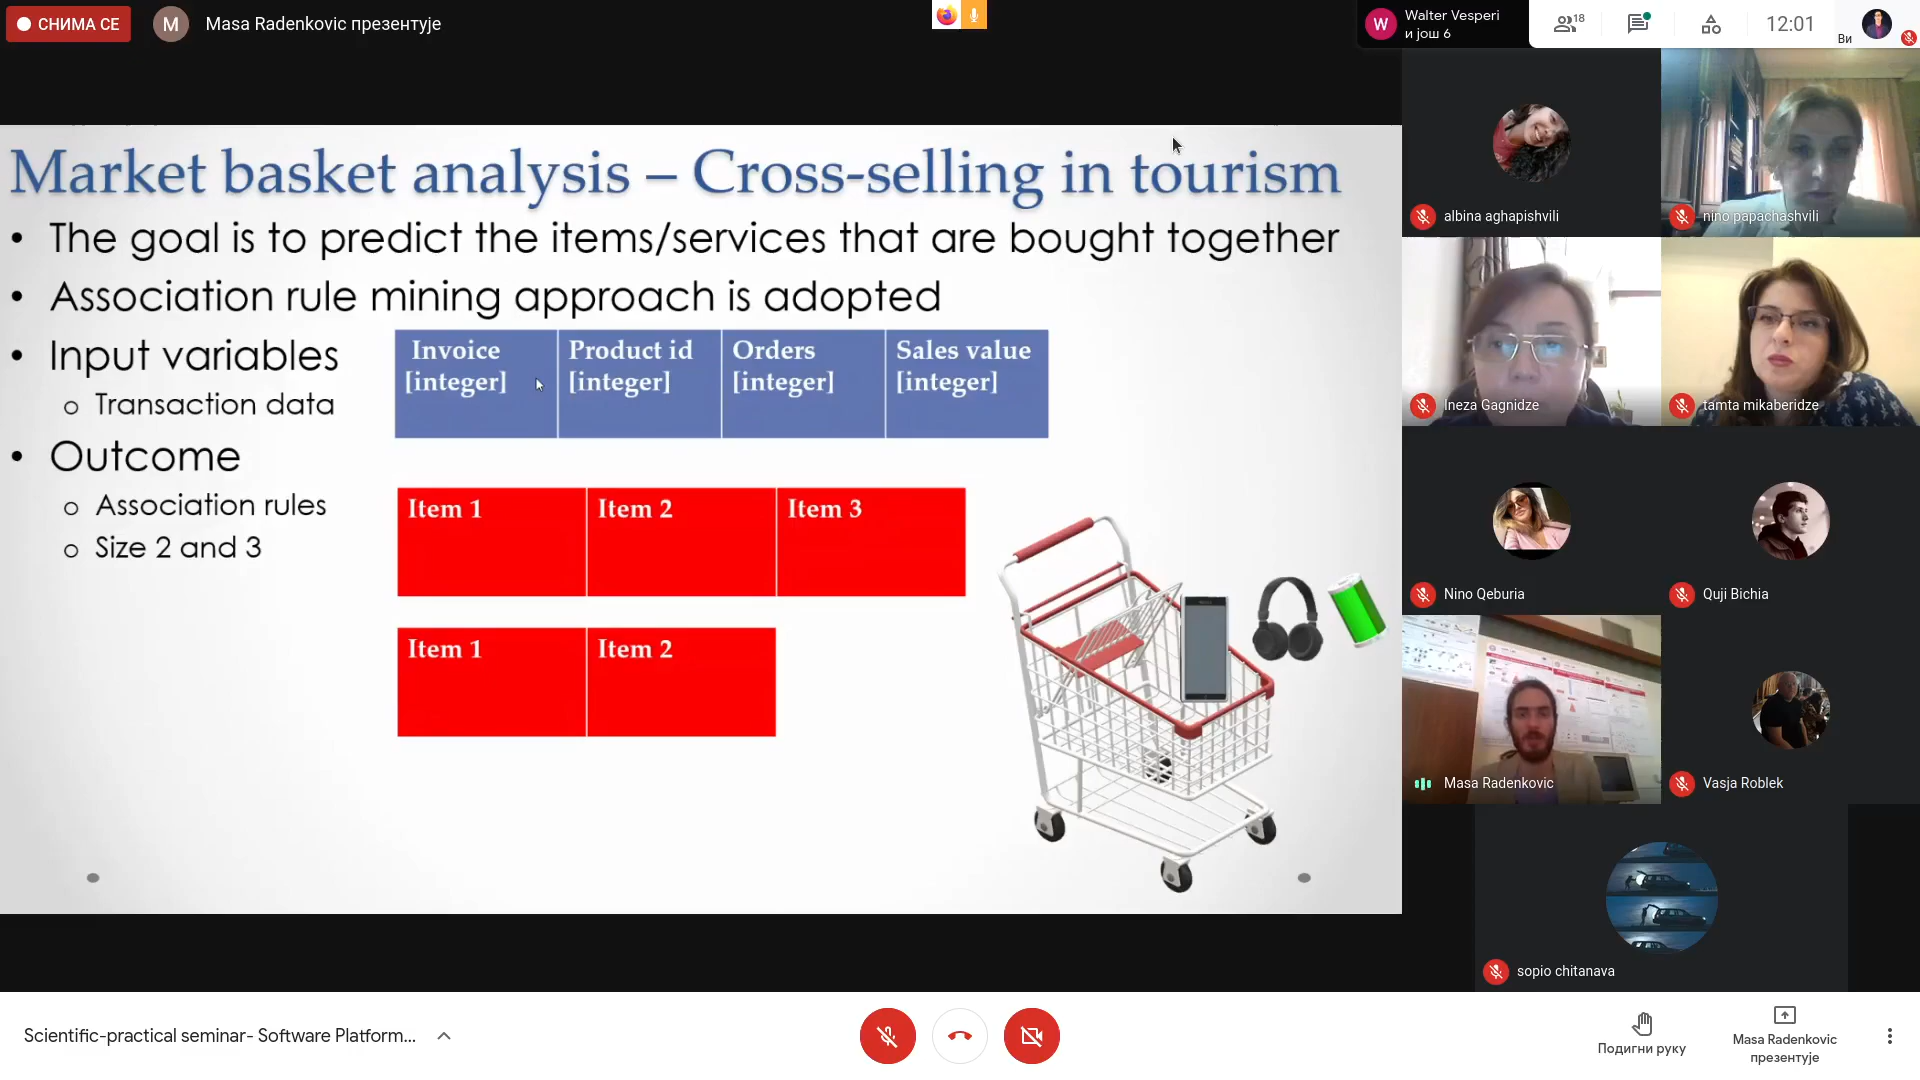 СНИМА СЕ
M
Masa Radenkovic презентује
W
Walter Vesperi
и још 6
18
12:01
Ви
Market basket analysis – Cross-selling in tourism
• The goal is to predict the items/services that are bought together
• Association rule mining approach is adopted
• Input variables
o Transaction data
• Outcome
o Association rules
o Size 2 and 3
Invoice [integer]
Product id [integer]
Orders [integer]
Sales value [integer]
Item 1 Item 2 Item 3
Item 1 Item 2
albina aghapishvili
nino papachashvili
Ineza Gagnidze
tamta mikaberidze
Nino Qeburia
Quji Bichia
Masa Radenkovic
Vasja Roblek
sopio chitanava
Scientific-practical seminar- Software Platform...
Подигни руку
Masa Radenkovic
презентује